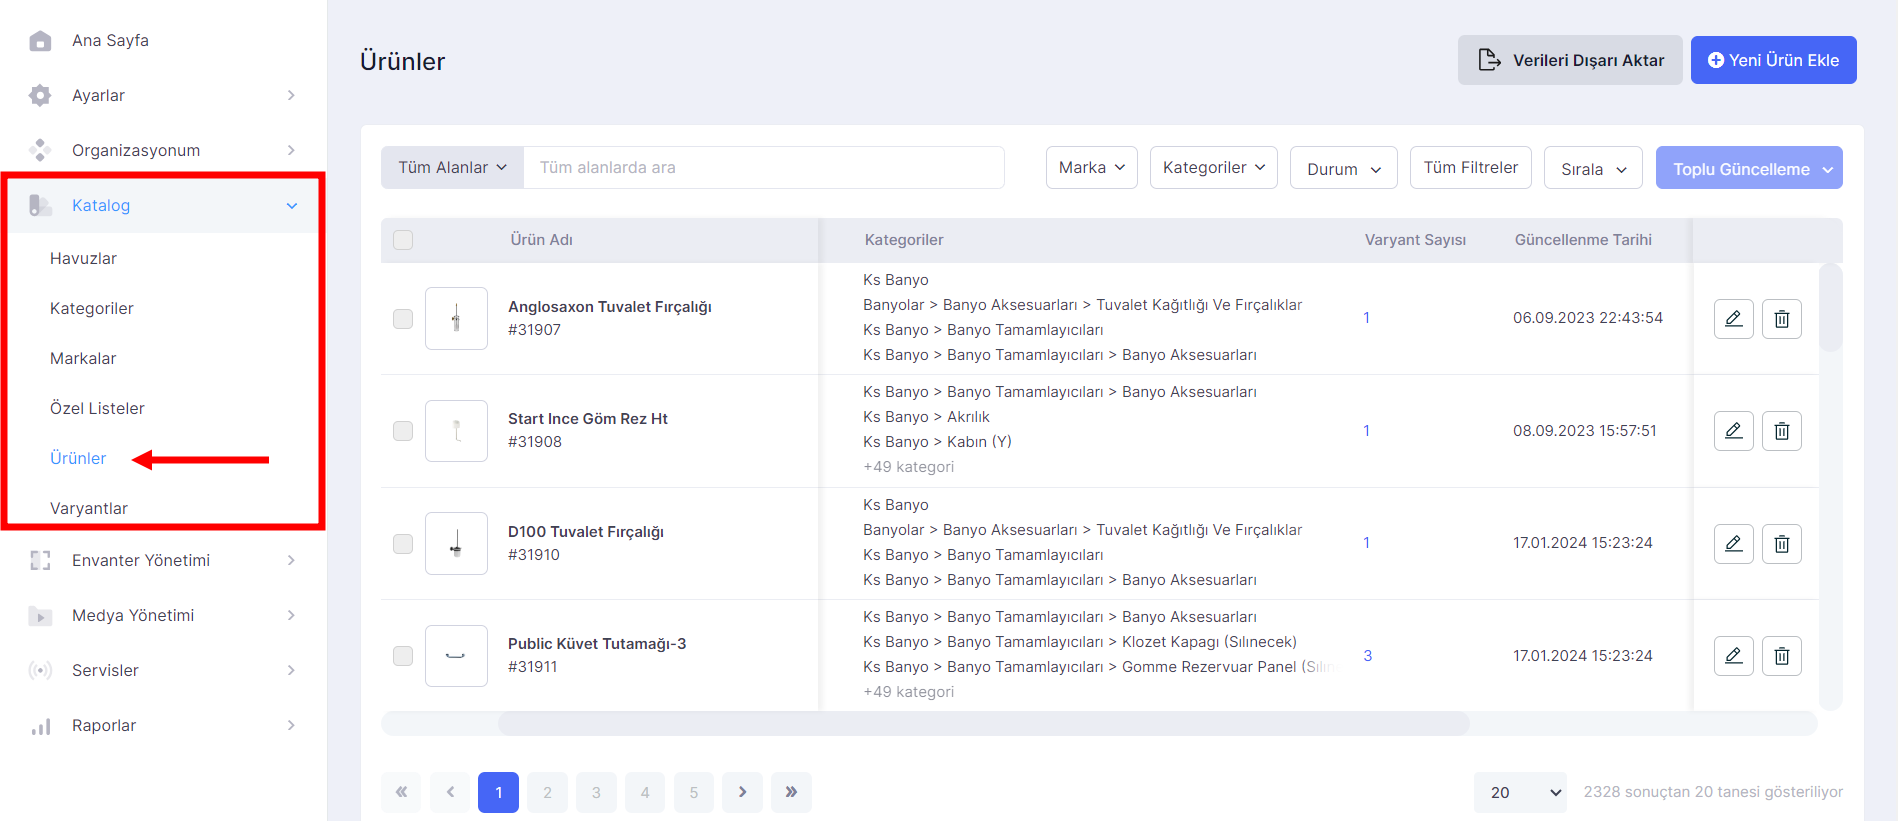 Ana Sayfa
Ayarlar
Organizasyonum
Katalog
Havuzlar
Kategoriler
Markalar
Özel Listeler
Ürünler
Varyantlar
Envanter Yönetimi
Medya Yönetimi
Servisler
Raporlar
Ürünler
Verileri Dışarı Aktar
Yeni Ürün Ekle
Tüm Alanlar
Tüm alanlarda ara
Marka
Kategoriler
Durum
Tüm Filtreler
Sırala
Toplu Güncelleme
Ürün Adı
Kategoriler
Varyant Sayısı
Güncellenme Tarihi
Anglosaxon Tuvalet Fırçalığı
#31907
Ks Banyo
Banyolar > Banyo Aksesuarları > Tuvalet Kağıtlığı Ve Fırçalıklar
Ks Banyo > Banyo Tamamlayıcıları
Ks Banyo > Banyo Tamamlayıcıları > Banyo Aksesuarları
1
06.09.2023 22:43:54
Start Ince Göm Rez Ht
#31908
Ks Banyo > Banyo Tamamlayıcıları > Banyo Aksesuarları
Ks Banyo > Akrılık
Ks Banyo > Kabın (Y)
+49 kategori
1
08.09.2023 15:57:51
D100 Tuvalet Fırçalığı
#31910
Ks Banyo
Banyolar > Banyo Aksesuarları > Tuvalet Kağıtlığı Ve Fırçalıklar
Ks Banyo > Banyo Tamamlayıcıları
Ks Banyo > Banyo Tamamlayıcıları > Banyo Aksesuarları
1
17.01.2024 15:23:24
Public Küvet Tutamağı-3
#31911
Ks Banyo > Banyo Tamamlayıcıları > Banyo Aksesuarları
Ks Banyo > Banyo Tamamlayıcıları > Klozet Kapagı (Sılınecek)
Ks Banyo > Banyo Tamamlayıcıları > Gomme Rezervuar Panel
+49 kategori
3
17.01.2024 15:23:24
« ‹ 1 2 3 4 5 › »
20
2328 sonuçtan 20 tanesi gösteriliyor